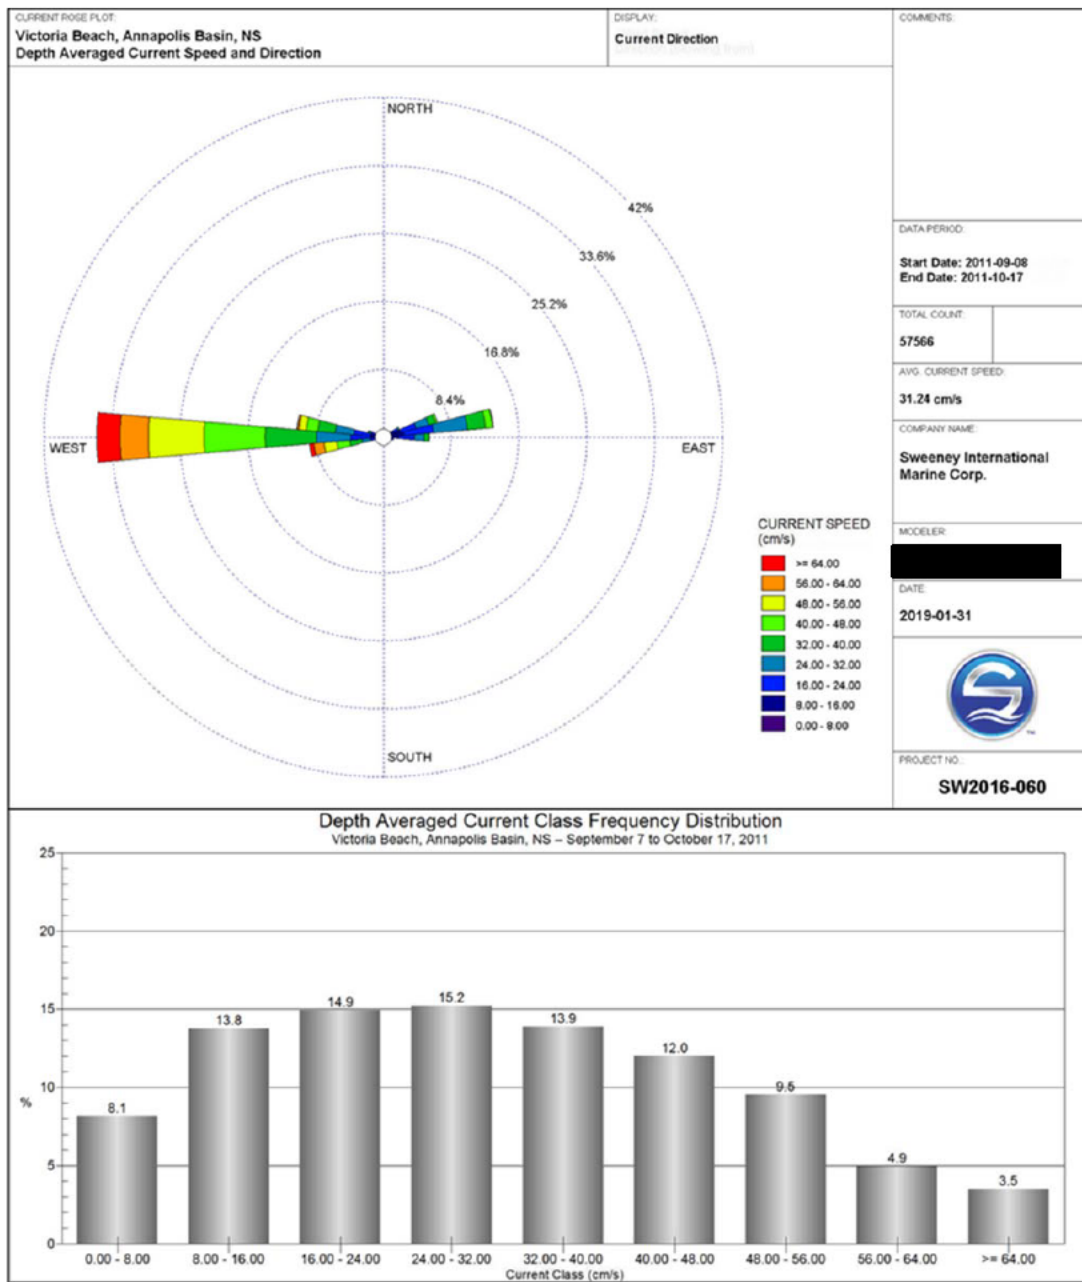 CURRENT ROSE PLOT:
Victoria Beach, Annapolis Basin, NS
Depth Averaged Current Speed and Direction
DISPLAY:
Current Direction
COMMENTS:
NORTH
42%
33.6%
25.2%
16.8%
8.4%
WEST
EAST
SOUTH
CURRENT SPEED
(cm/s)
>= 64.00
56.00 - 64.00
48.00 - 56.00
40.00 - 48.00
32.00 - 40.00
24.00 - 32.00
16.00 - 24.00
8.00 - 16.00
0.00 - 8.00
DATA PERIOD:
Start Date: 2011-09-08
End Date: 2011-10-17
TOTAL COUNT:
57566
AVG. CURRENT SPEED:
31.24 cm/s
COMPANY NAME:
Sweeney International
Marine Corp.
MODELER:
DATE:
2019-01-31
TM
PROJECT NO.:
SW2016-060
Depth Averaged Current Class Frequency Distribution
Victoria Beach, Annapolis Basin, NS – September 7 to October 17, 2011
25
20
15
10
5
0
%
8.1
13.8
14.9
15.2
13.9
12.0
9.5
4.9
3.5
0.00 - 8.00
8.00 - 16.00
16.00 - 24.00
24.00 - 32.00
32.00 - 40.00
40.00 - 48.00
48.00 - 56.00
56.00 - 64.00
>= 64.00
Current Class (cm/s)